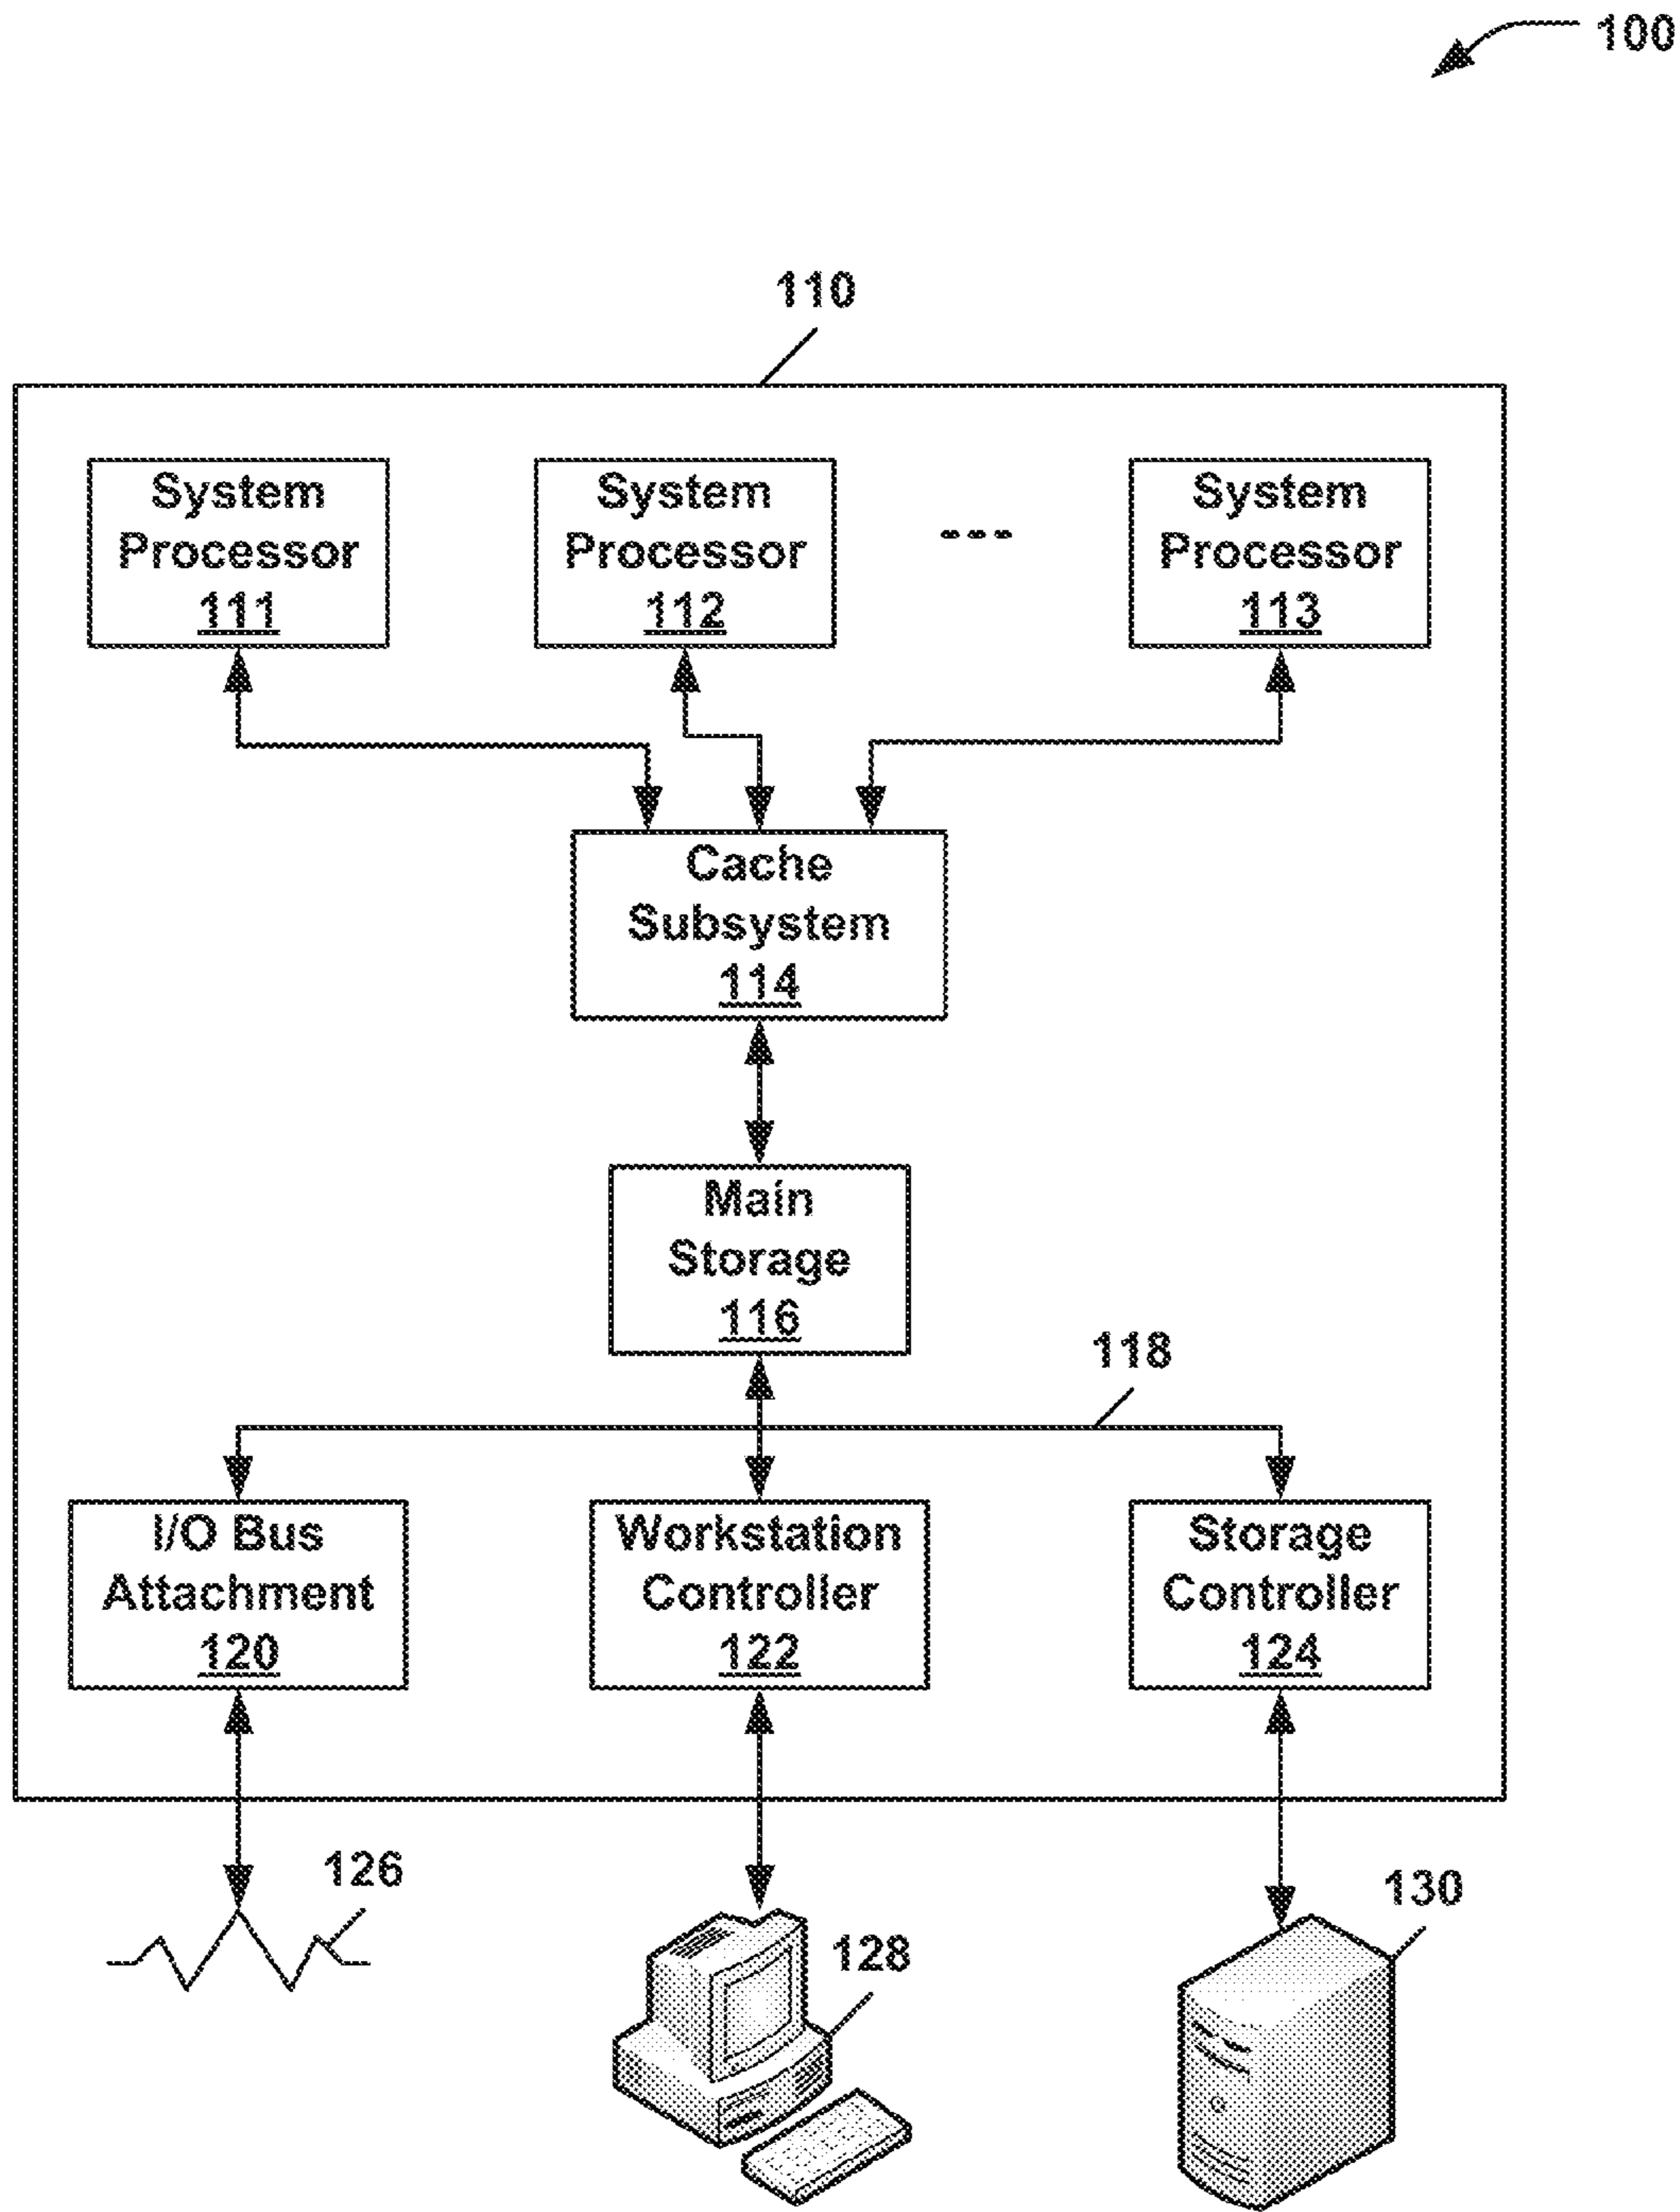 100
110
System Processor 111
System Processor 112
---
System Processor 113
Cache
Subsystem
114
Main
Storage
116
118
I/O Bus Attachment 120
Workstation Controller 122
Storage Controller 124
126
128
130